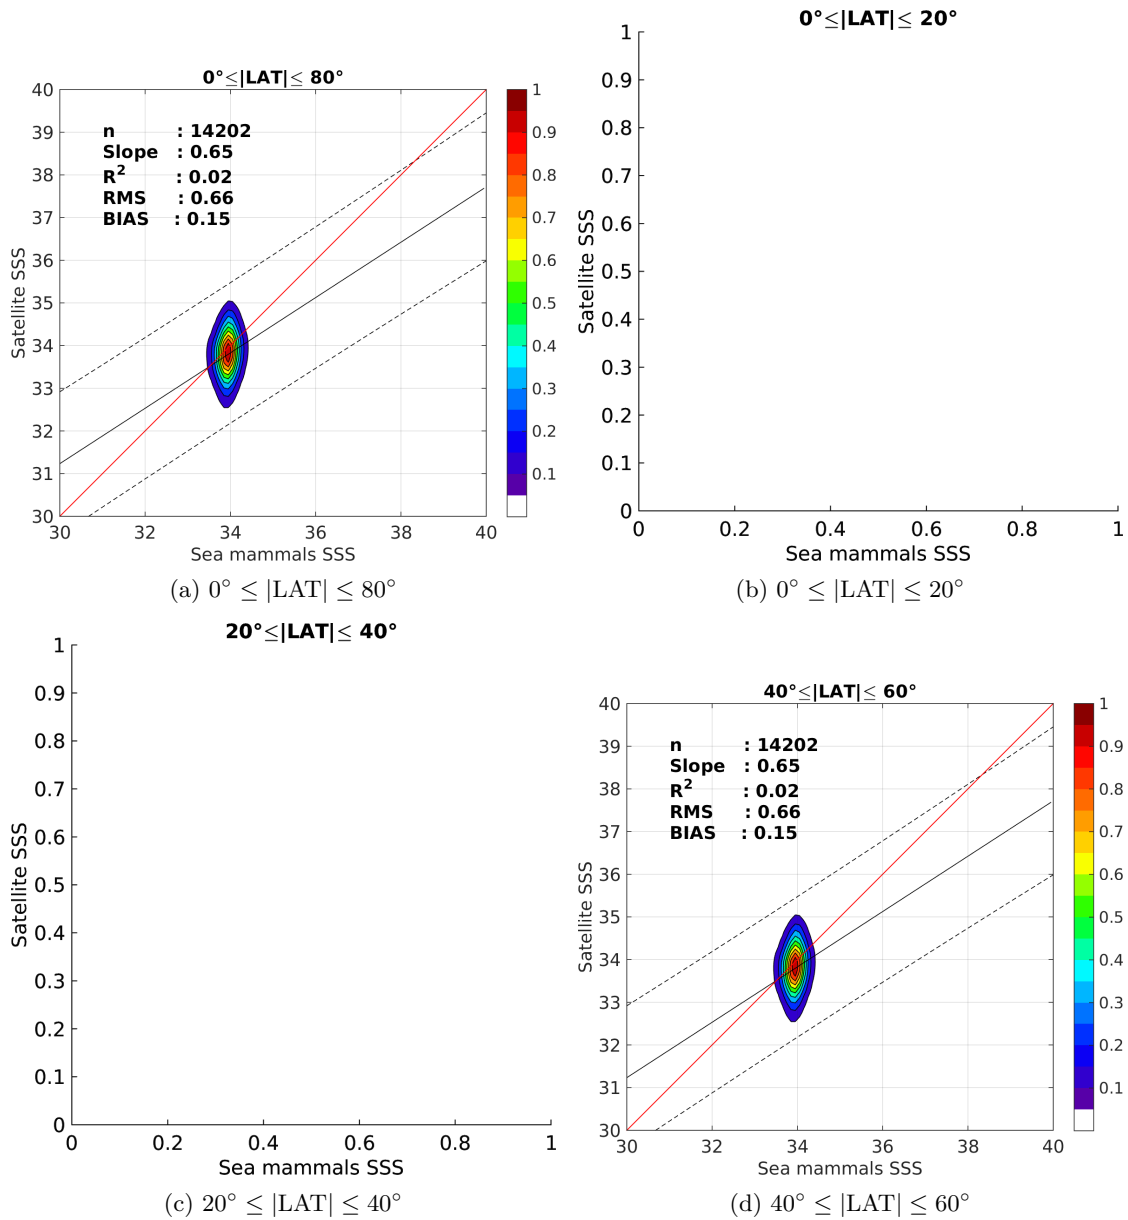 0°≤|LAT|≤ 80°
40
39
38
37
36
35
34
33
32
31
30
n : 14202
Slope : 0.65
R² : 0.02
RMS : 0.66
BIAS : 0.15
Satellite SSS
30 32 34 36 38 40
Sea mammals SSS
1
0.9
0.8
0.7
0.6
0.5
0.4
0.3
0.2
0.1
(a) 0° ≤ |LAT| ≤ 80°
0°≤|LAT|≤ 20°
1
0.9
0.8
0.7
0.6
0.5
0.4
0.3
0.2
0.1
0
Satellite SSS
0 0.2 0.4 0.6 0.8 1
Sea mammals SSS
(b) 0° ≤ |LAT| ≤ 20°
20°≤|LAT|≤ 40°
1
0.9
0.8
0.7
0.6
0.5
0.4
0.3
0.2
0.1
0
Satellite SSS
0 0.2 0.4 0.6 0.8 1
Sea mammals SSS
(c) 20° ≤ |LAT| ≤ 40°
40°≤|LAT|≤ 60°
40
39
38
37
36
35
34
33
32
31
30
n : 14202
Slope : 0.65
R² : 0.02
RMS : 0.66
BIAS : 0.15
Satellite SSS
30 32 34 36 38 40
Sea mammals SSS
1
0.9
0.8
0.7
0.6
0.5
0.4
0.3
0.2
0.1
(d) 40° ≤ |LAT| ≤ 60°